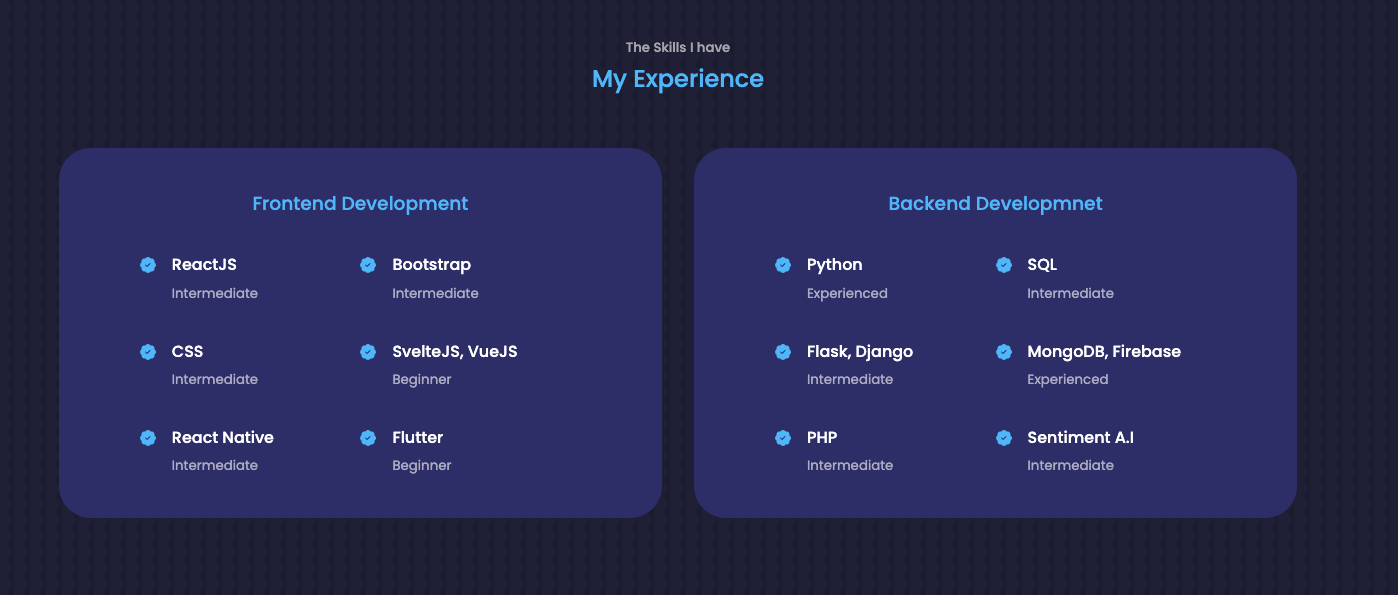 The Skills I have
My Experience
Frontend Development
ReactJS
Intermediate
Bootstrap
Intermediate
CSS
Intermediate
SvelteJS, VueJS
Beginner
React Native
Intermediate
Flutter
Beginner
Backend Developmnet
Python
Experienced
SQL
Intermediate
Flask, Django
Intermediate
MongoDB, Firebase
Experienced
PHP
Intermediate
Sentiment A.I
Intermediate